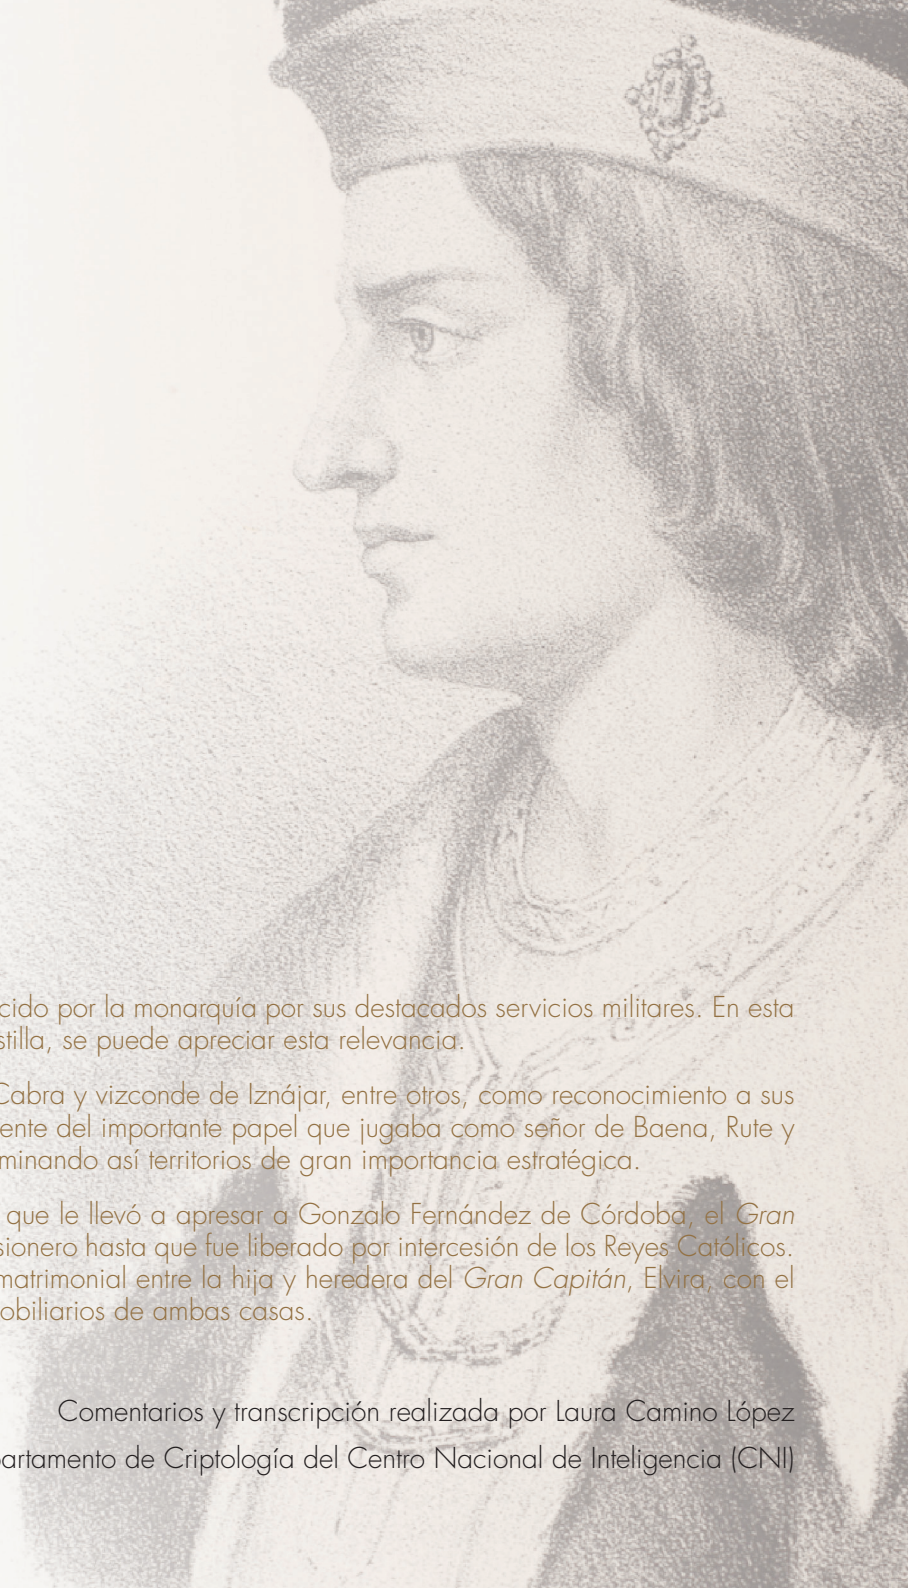 cido por la monarquía por sus destacados servicios militares. En esta
stilla, se puede apreciar esta relevancia.
Cabra y vizconde de Iznájar, entre otros, como reconocimiento a sus
ente del importante papel que jugaba como señor de Baena, Rute y
minando así territorios de gran importancia estratégica.
que le llevó a apresar a Gonzalo Fernández de Córdoba, el Gran
sionero hasta que fue liberado por intercesión de los Reyes Católicos.
matrimonial entre la hija y heredera del Gran Capitán, Elvira, con el
obiliarios de ambas casas.
Comentarios y transcripción realizada por Laura Camino López
partamento de Criptología del Centro Nacional de Inteligencia (CNI)